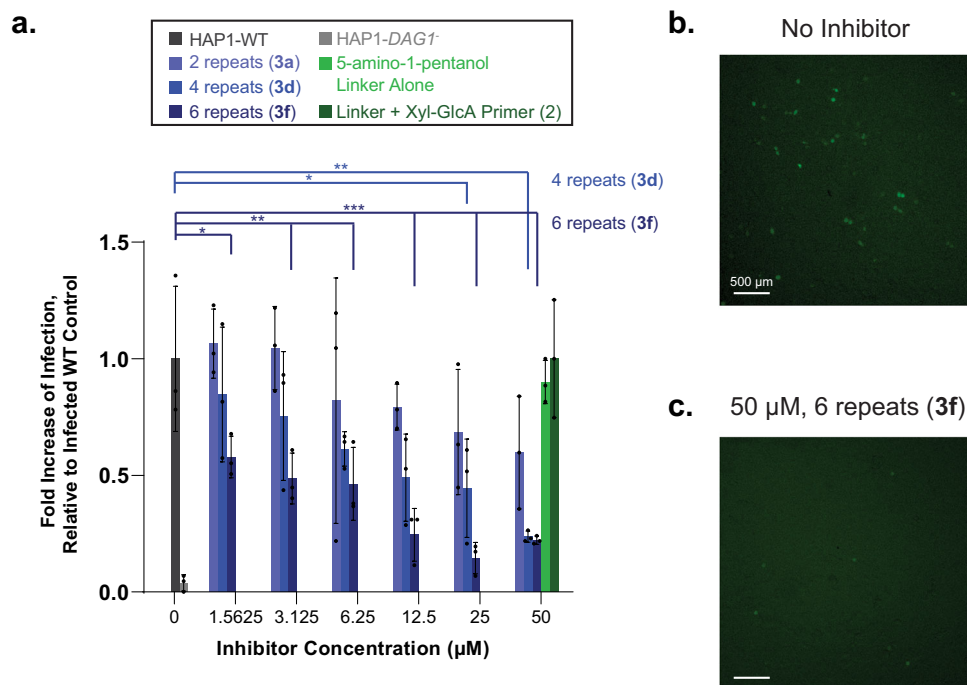 a.
HAP1-WT
HAP1-DAG1-
2 repeats (3a)
5-amino-1-pentanol
Linker Alone
4 repeats (3d)
6 repeats (3f)
Linker + Xyl-GlcA Primer (2)
**
*
4 repeats (3d)
***
**
*
6 repeats (3f)
Fold Increase of Infection,
Relative to Infected WT Control
1.5
1.0
0.5
0.0
0 1.5625 3.125 6.25 12.5 25 50
Inhibitor Concentration (µM)
b.
No Inhibitor
500 µm
c.
50 µM, 6 repeats (3f)